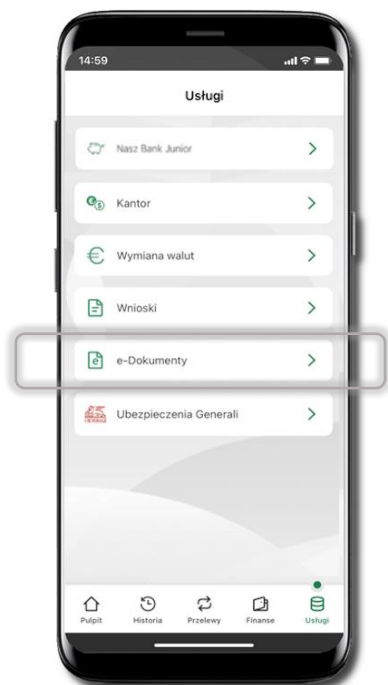 14:59
Usługi
Nasz Bank Junior
Kantor
Wymiana walut
Wnioski
e-Dokumenty
Ubezpieczenia Generali
Pulpit
Historia
Przelewy
Finanse
Usługi